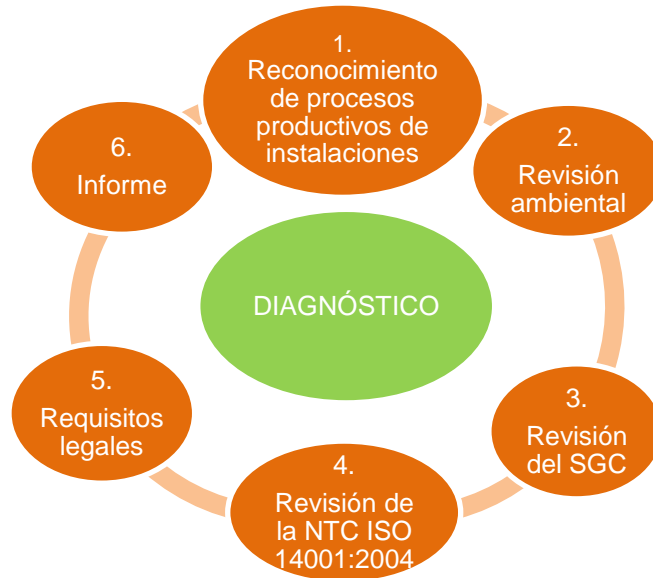 1.
Reconocimiento
de procesos
productivos de
instalaciones
2.
Revisión
ambiental
3.
Revisión
del SGC
4.
Revisión de
la NTC ISO
14001:2004
5.
Requisitos
legales
6.
Informe
DIAGNÓSTICO